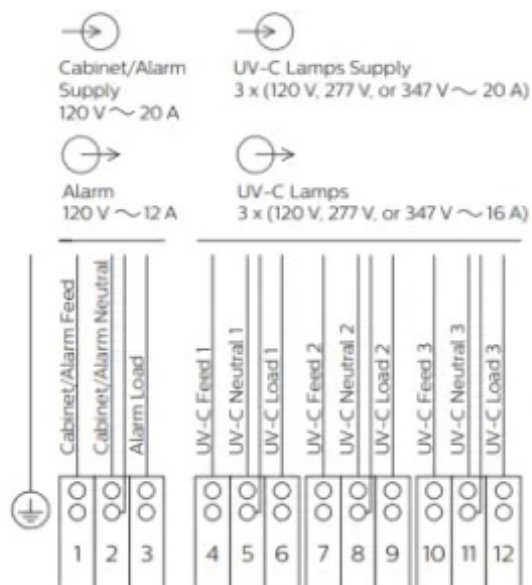 Cabinet/Alarm
Supply
120 V ~ 20 A
UV-C Lamps Supply
3 x (120 V, 277 V, or 347 V ~ 20 A)
Alarm
120 V ~ 12 A
UV-C Lamps
3 x (120 V, 277 V, or 347 V ~ 16 A)
Cabinet/Alarm Feed
Cabinet/Alarm Neutral
Alarm Load
UV-C Feed 1
UV-C Neutral 1
UV-C Load 1
UV-C Feed 2
UV-C Neutral 2
UV-C Load 2
UV-C Feed 3
UV-C Neutral 3
UV-C Load 3
1 2 3 4 5 6 7 8 9 10 11 12